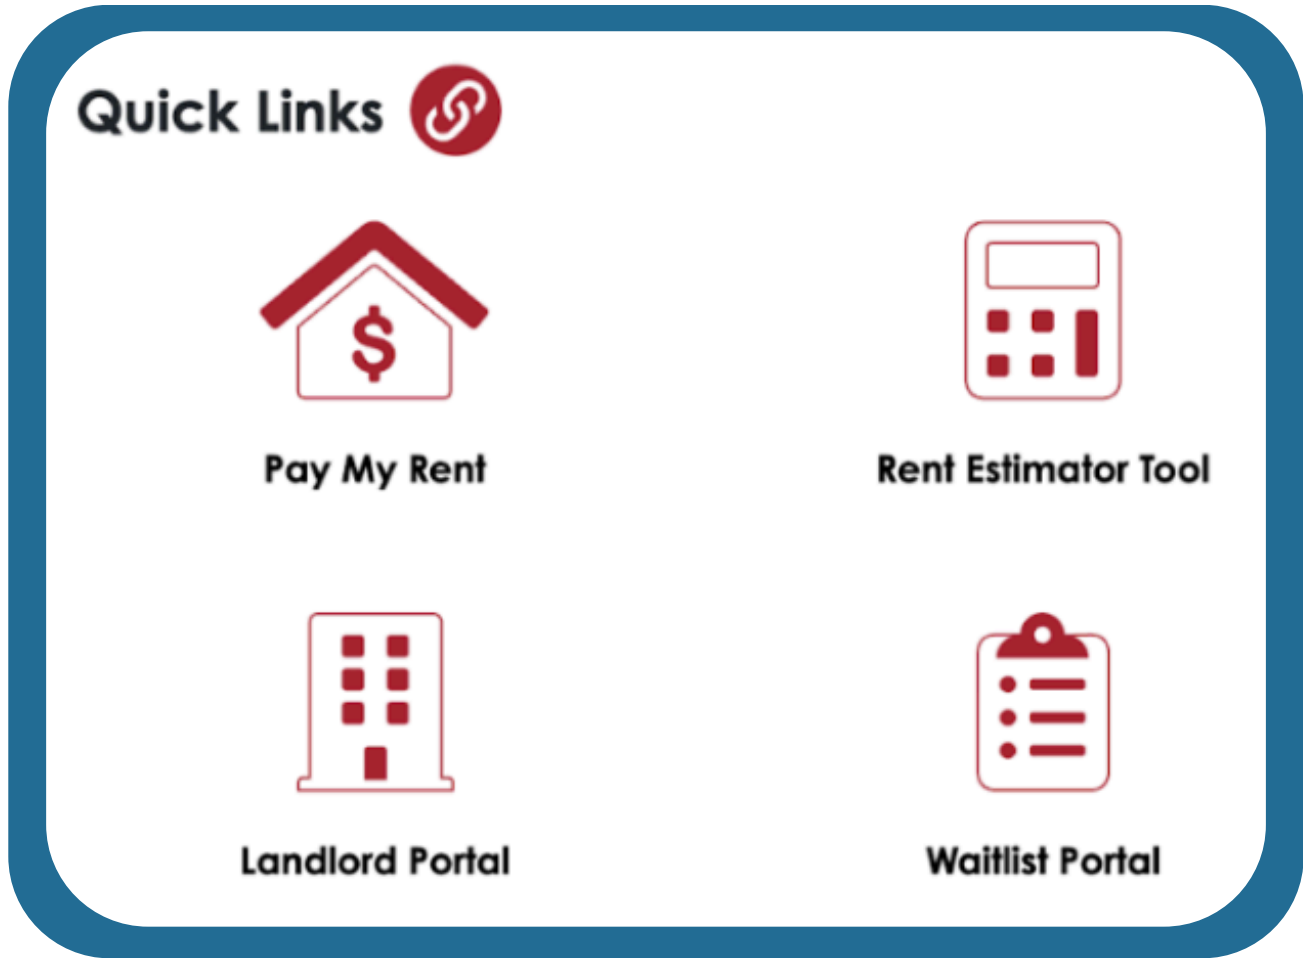 Quick Links
$
Pay My Rent
Rent Estimator Tool
Landlord Portal
Waitlist Portal